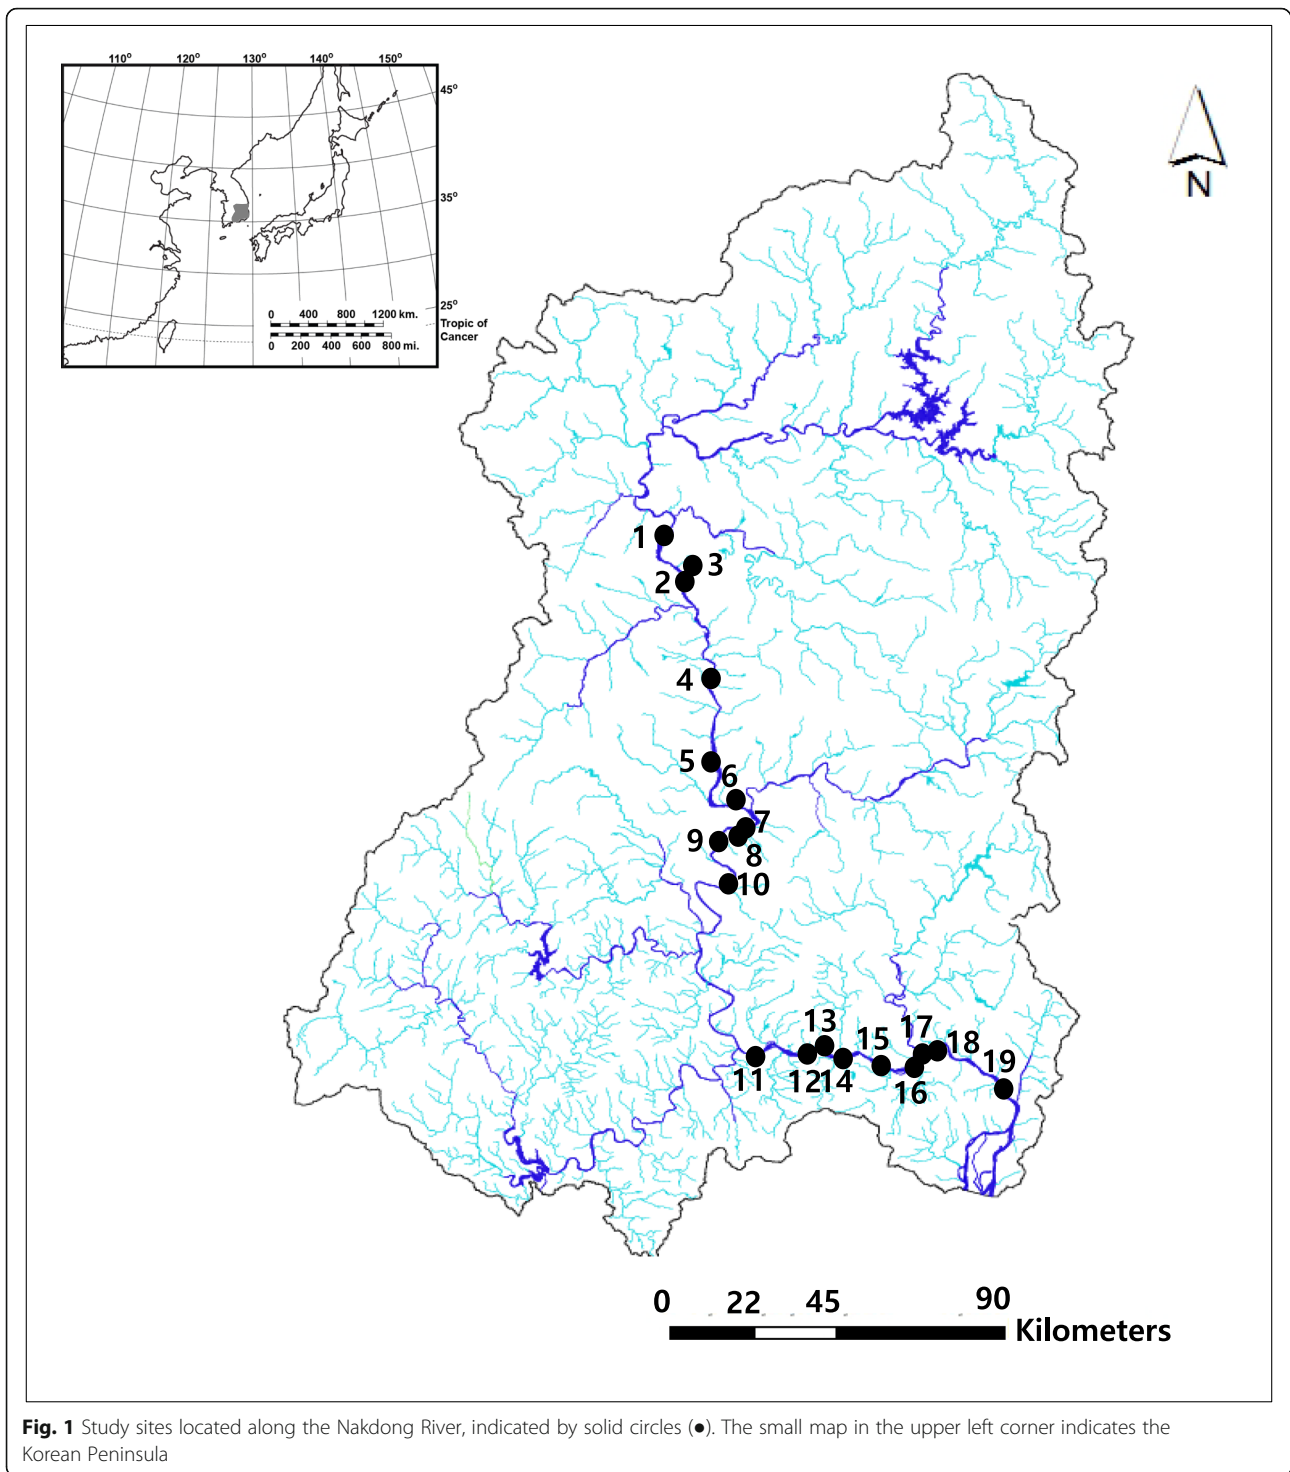 110° 120° 130° 140° 150°
45°
35°
25°
Tropic of
Cancer
0 400 800 1200 km.
0 200 400 600 800 mi.
N
1
3
2
4
5
6
7
9
8
10
13
17
18
15
19
11
12
14
16
0 22 45 90
Kilometers
Fig. 1 Study sites located along the Nakdong River, indicated by solid circles (●). The small map in the upper left corner indicates the
Korean Peninsula